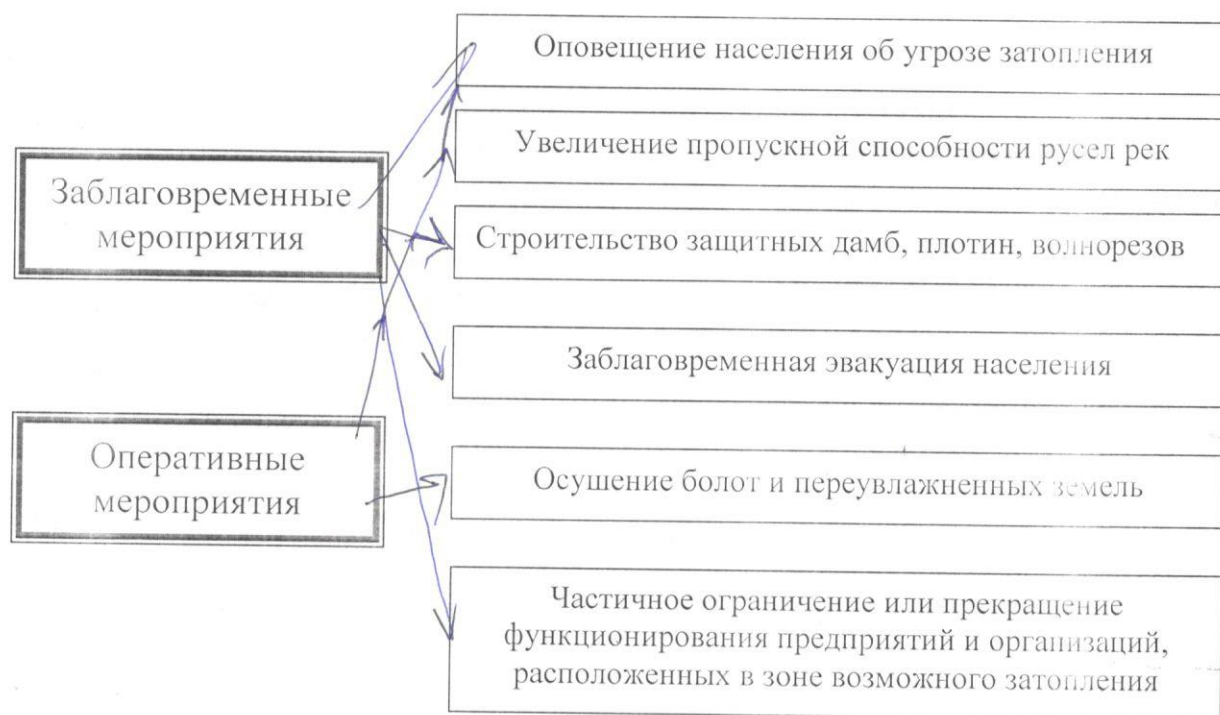 Заблаговременные
мероприятия
Оперативные
мероприятия
Оповещение населения об угрозе затопления
Увеличение пропускной способности русел рек
Строительство защитных дамб, плотин, волнорезов
Заблаговременная эвакуация населения
Осушение болот и переувлажненных земель
Частичное ограничение или прекращение
функционирования предприятий и организаций,
расположенных в зоне возможного затопления